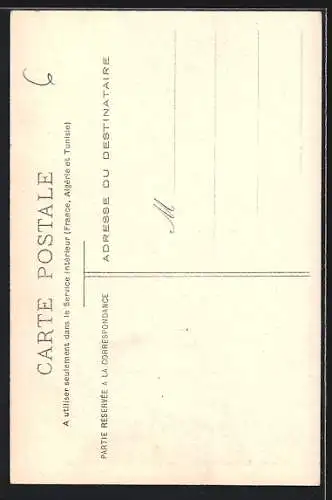 6
CARTE POSTALE
A utiliser seulement dans le Service Intérieur (France, Algérie et Tunisie)
PARTIE RÉSERVÉE A LA CORRESPONDANCE
ADRESSE DU DESTINATAIRE
M